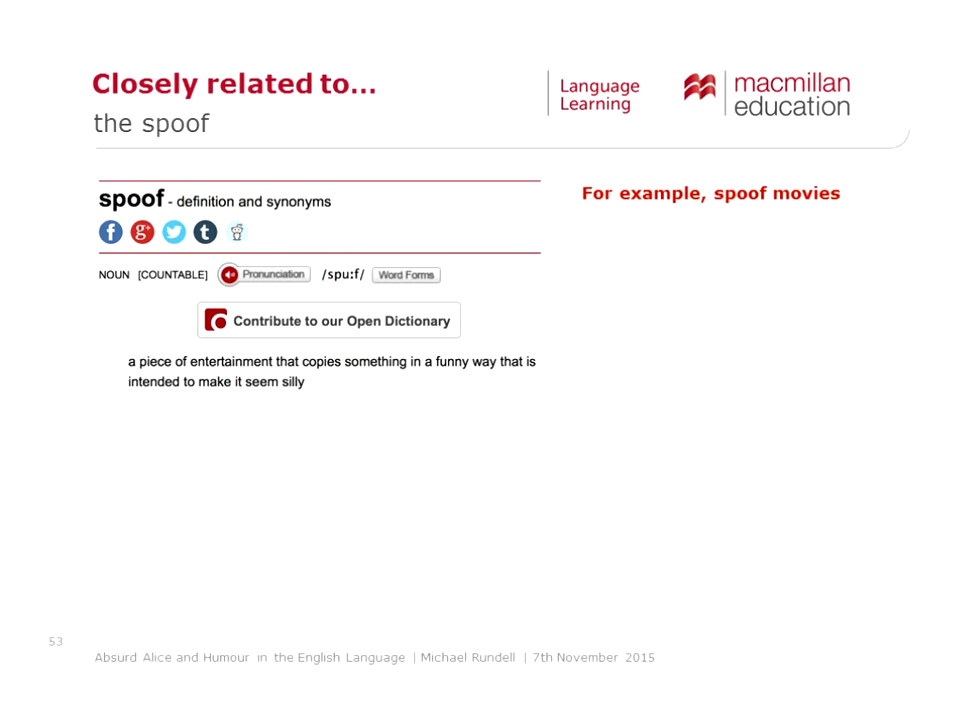 Closely related to…
the spoof
Language
Learning
macmillan
education
spoof - definition and synonyms
NOUN [COUNTABLE] Pronunciation /spuːf/ Word Forms
Contribute to our Open Dictionary
a piece of entertainment that copies something in a funny way that is
intended to make it seem silly
For example, spoof movies
53
Absurd Alice and Humour in the English Language | Michael Rundell | 7th November 2015